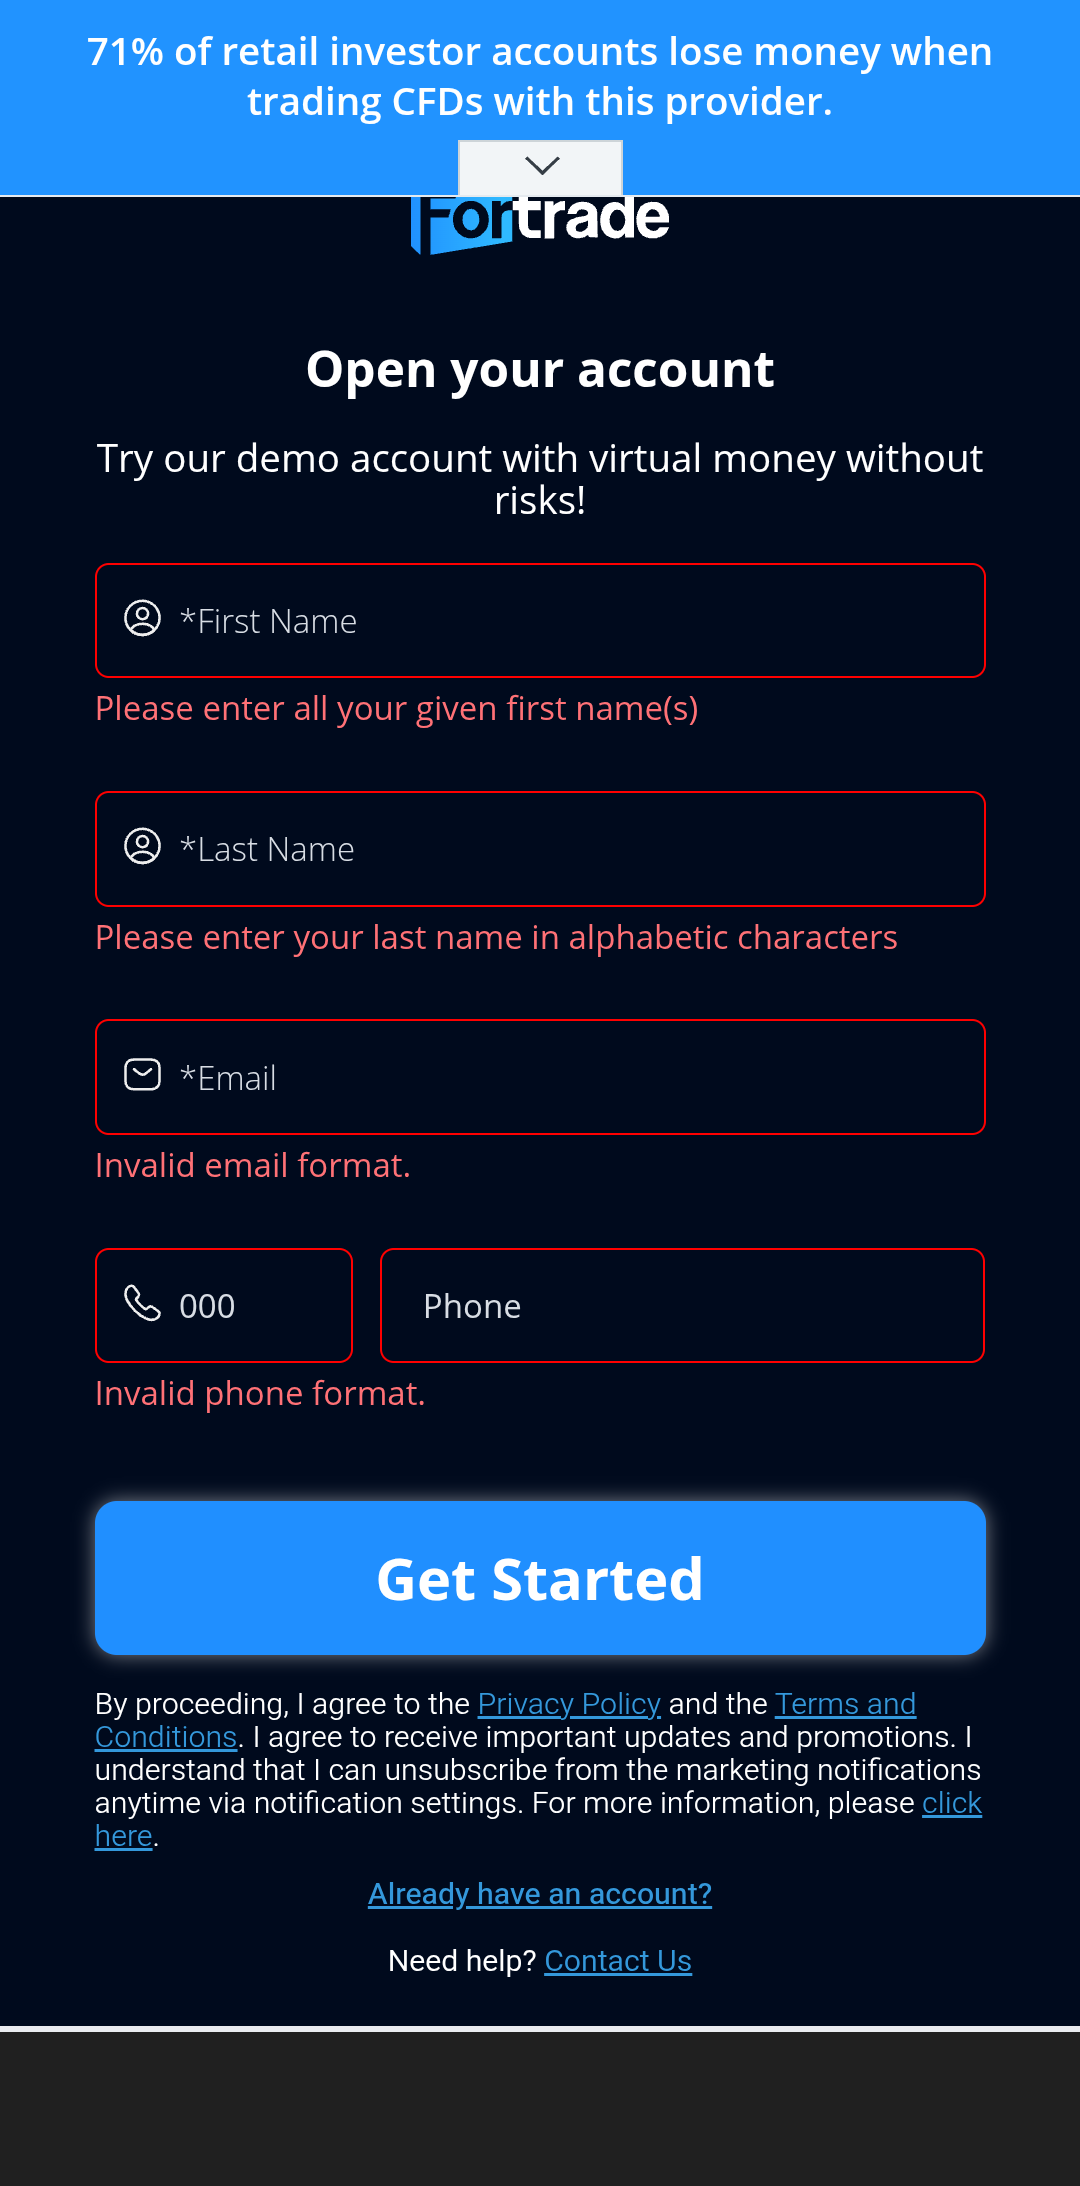 71% of retail investor accounts lose money when
trading CFDs with this provider.
Fortrade
Open your account
Try our demo account with virtual money without
risks!
*First Name
Please enter all your given first name(s)
*Last Name
Please enter your last name in alphabetic characters
*Email
Invalid email format.
000 Phone
Invalid phone format.
Get Started
By proceeding, I agree to the Privacy Policy and the Terms and
Conditions. I agree to receive important updates and promotions. I
understand that I can unsubscribe from the marketing notifications
anytime via notification settings. For more information, please click
here.
Already have an account?
Need help? Contact Us